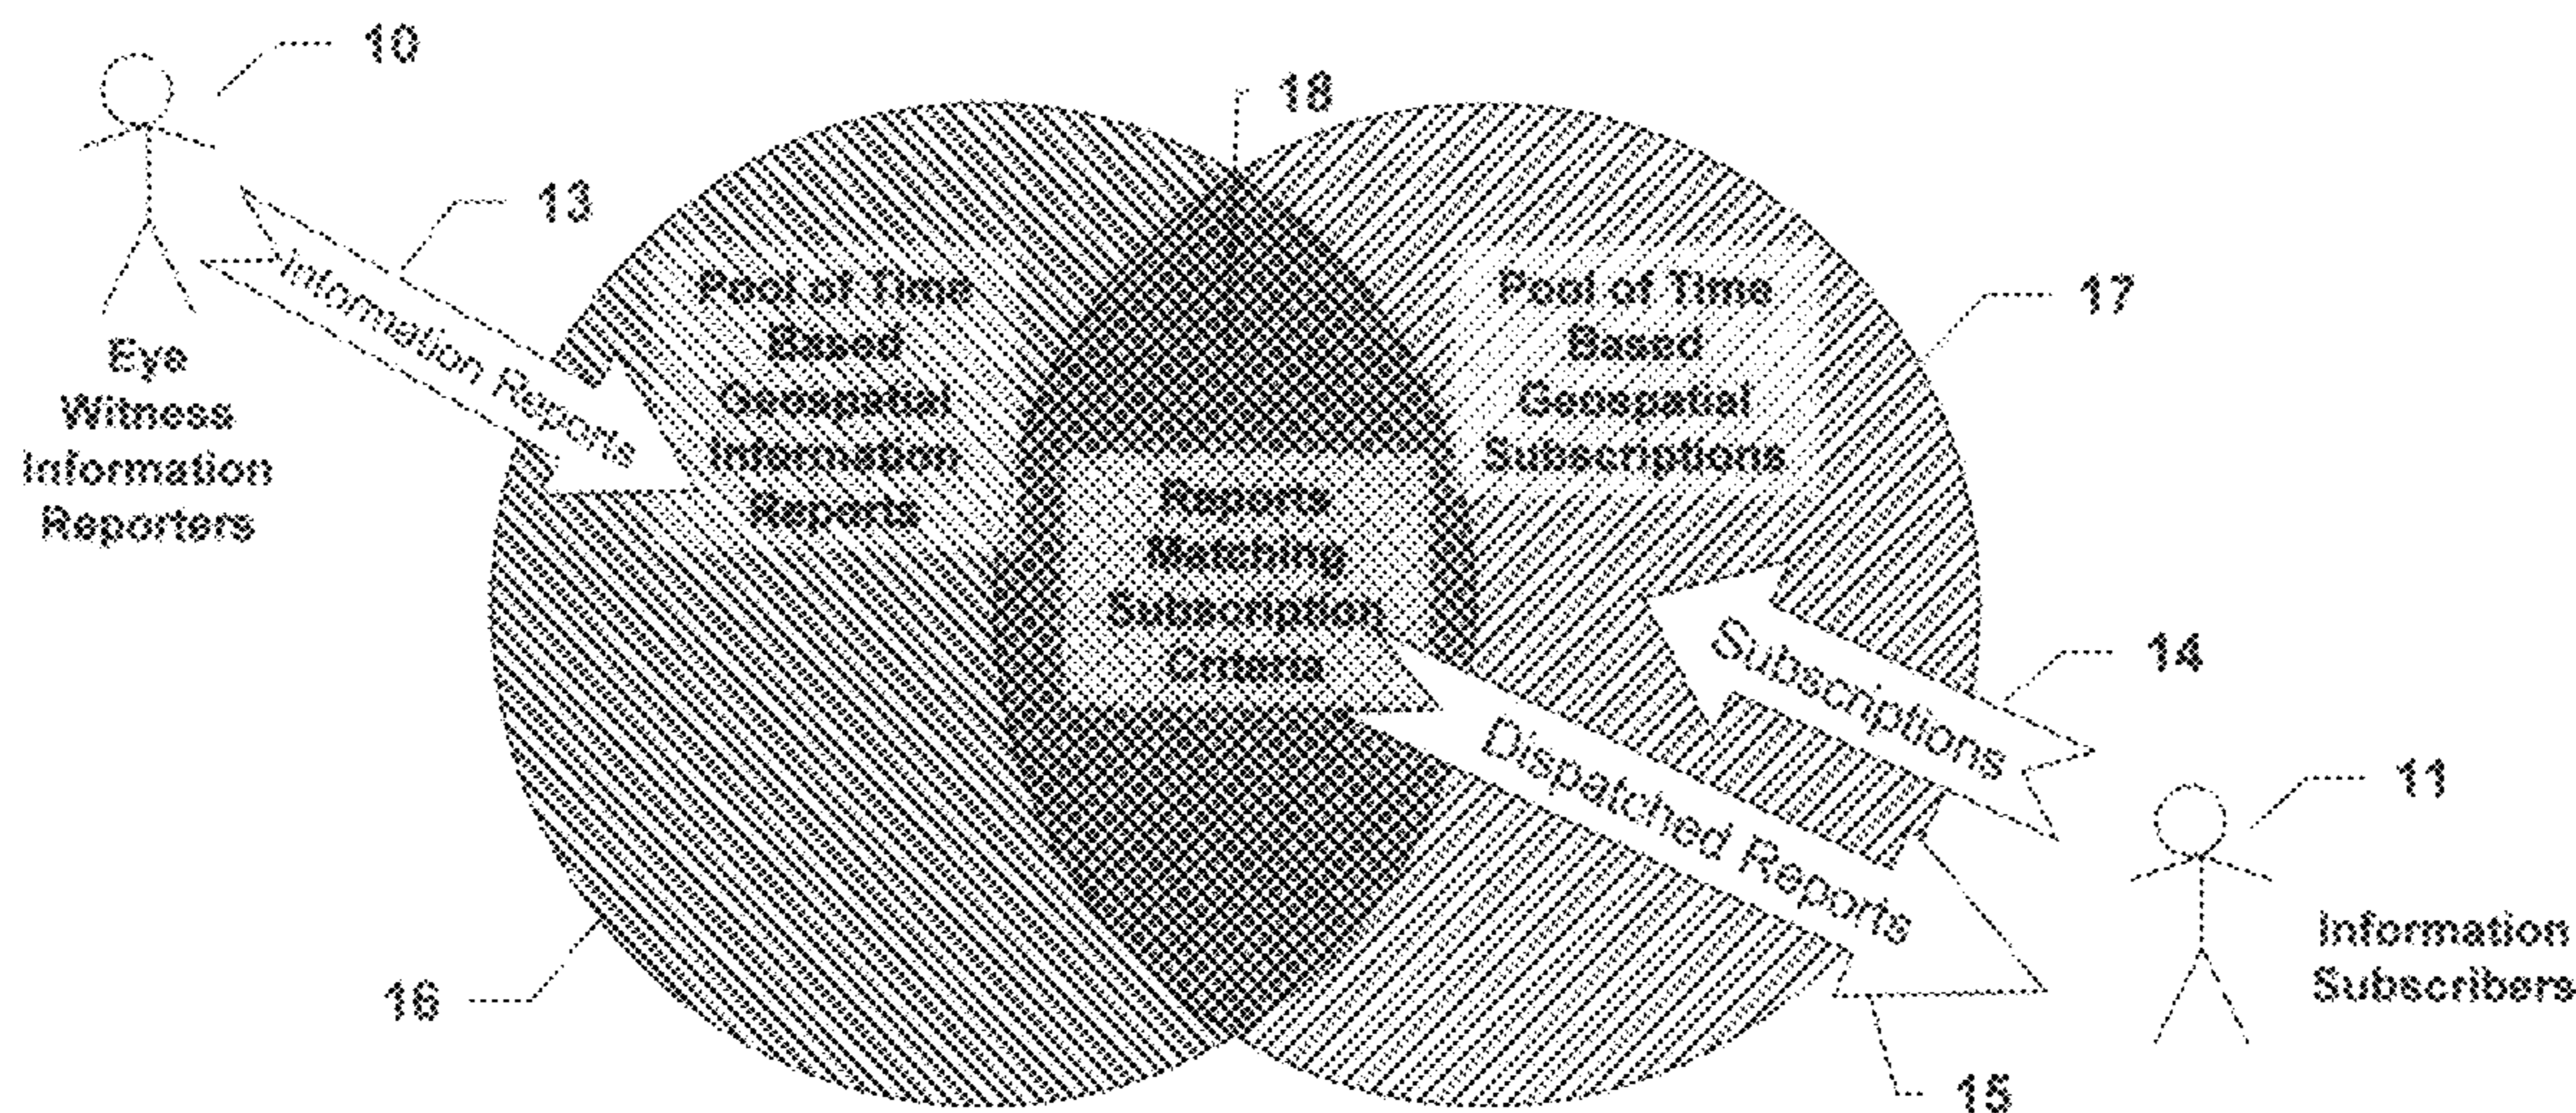 10
18
13
Information Reports
Eye
Witness
Information
Reporters
Pool of Time
Based
Geospatial
Information
Reports
Pool of Time
Based
Geospatial
Subscriptions
17
Reports
Matching
Subscription
Criteria
Subscriptions
14
Dispatched Reports
11
Information
Subscribers
16
15